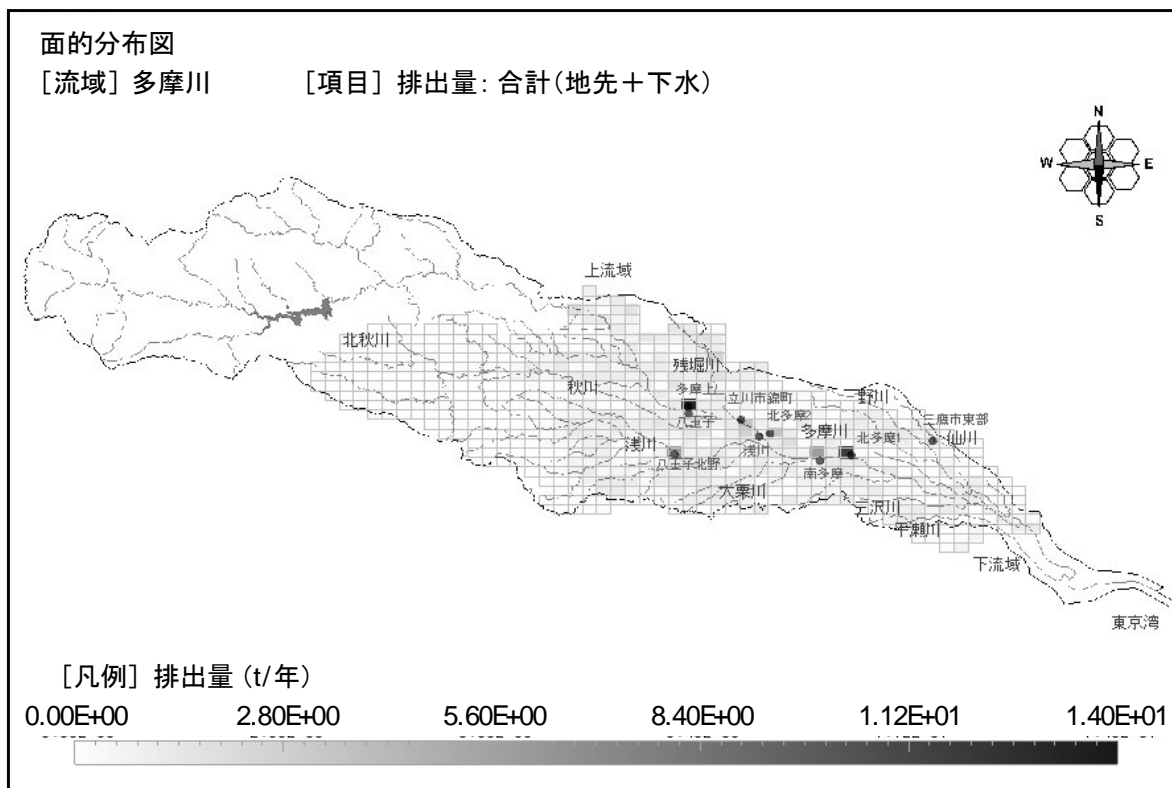 面的分布図
［流域］多摩川 ［項目］排出量：合計（地先＋下水）
N
W E
S
上流域
北秋川
残堀川
秋川
多摩上
立川市錦町
野川
八王子
北多摩2
三鷹市東部
多摩川
北多摩1
仙川
浅川
浅川
八王子北野
南多摩
大栗川
三沢川
平瀬川
下流域
東京湾
［凡例］排出量（t/年）
0.00E+00 2.80E+00 5.60E+00 8.40E+00 1.12E+01 1.40E+01